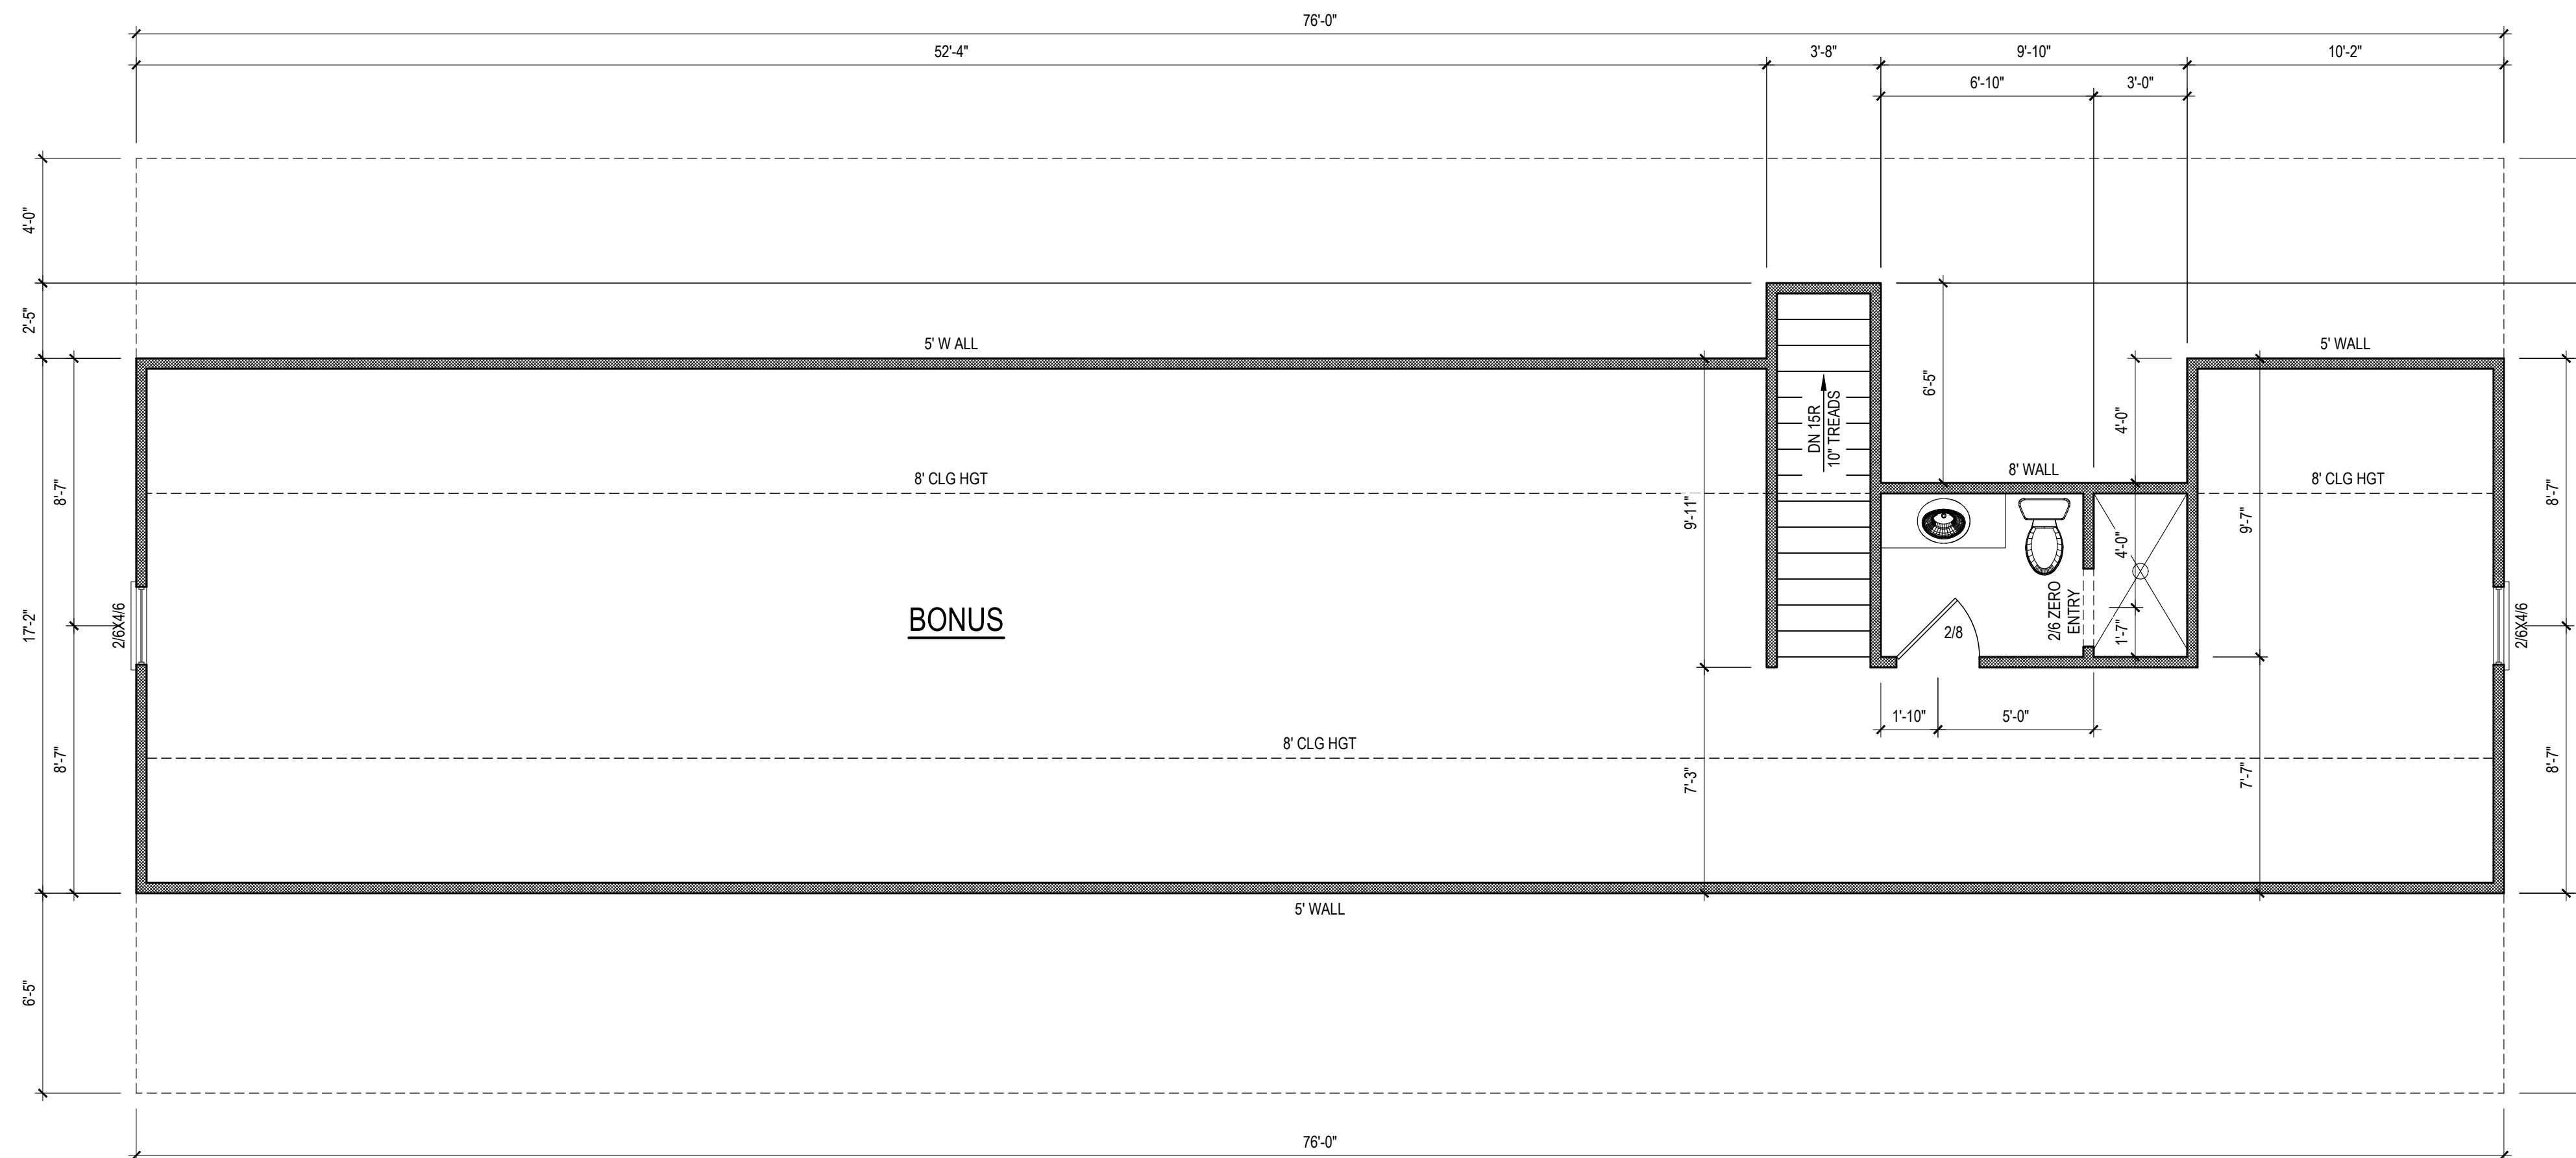 76'-0"
52'-4"
3'-8"
9'-10"
10'-2"
6'-10"
3'-0"
4'-0"
2'-5"
5' W ALL
5' WALL
6'-5"
4'-0"
DN 15R
10" TREADS
8' CLG HGT
8' WALL
8' CLG HGT
8'-7"
8'-7"
9'-11"
9'-7"
4'-0"
17'-2"
2/6X4/6
BONUS
2/8
2/6 ZERO
ENTRY
1'-7"
2/6X4/6
1'-10"
5'-0"
8' CLG HGT
8'-7"
7'-3"
7'-7"
8'-7"
5' WALL
6'-5"
76'-0"